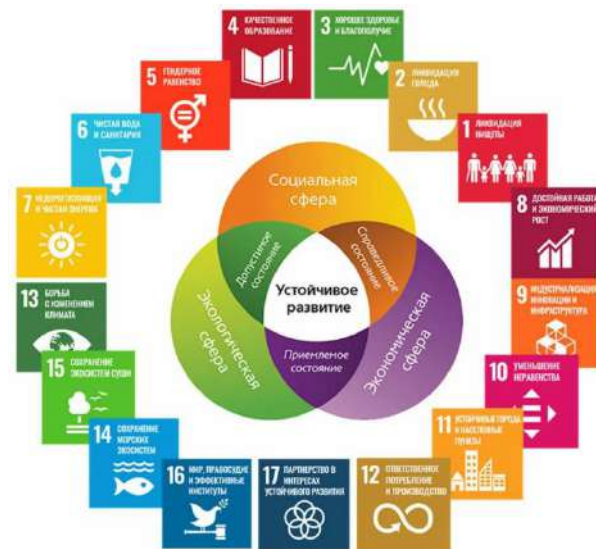 4 КАЧЕСТВЕННОЕ
ОБРАЗОВАНИЕ
3 ХОРОШЕЕ ЗДОРОВЬЕ
И БЛАГОПОЛУЧИЕ
5 ГЕНДЕРНОЕ
РАВЕНСТВО
2 ЛИКВИДАЦИЯ
ГОЛОДА
6 ЧИСТАЯ ВОДА
И САНИТАРИЯ
1 ЛИКВИДАЦИЯ
НИЩЕТЫ
7 НЕДОРОГОСТОЯЩАЯ
И ЧИСТАЯ ЭНЕРГИЯ
8 ДОСТОЙНАЯ РАБОТА
И ЭКОНОМИЧЕСКИЙ
РОСТ
13 БОРЬБА
С ИЗМЕНЕНИЕМ
КЛИМАТА
9 ИНДУСТРИАЛИЗАЦИЯ,
ИННОВАЦИИ И
ИНФРАСТРУКТУРА
15 СОХРАНЕНИЕ
ЭКОСИСТЕМ СУШИ
10 УМЕНЬШЕНИЕ
НЕРАВЕНСТВА
14 СОХРАНЕНИЕ
МОРСКИХ
ЭКОСИСТЕМ
11 УСТОЙЧИВЫЕ ГОРОДА
И НАСЕЛЕННЫЕ
ПУНКТЫ
16 МИР, ПРАВОСУДИЕ
И ЭФФЕКТИВНЫЕ
ИНСТИТУТЫ
17 ПАРТНЕРСТВО В
ИНТЕРЕСАХ
УСТОЙЧИВОГО РАЗВИТИЯ
12 ОТВЕТСТВЕННОЕ
ПОТРЕБЛЕНИЕ
И ПРОИЗВОДСТВО
Социальная
сфера
Допустимое
состояние
Справедливое
состояние
Устойчивое
развитие
Экологическая
сфера
Приемлемое
состояние
Экономическая
сфера